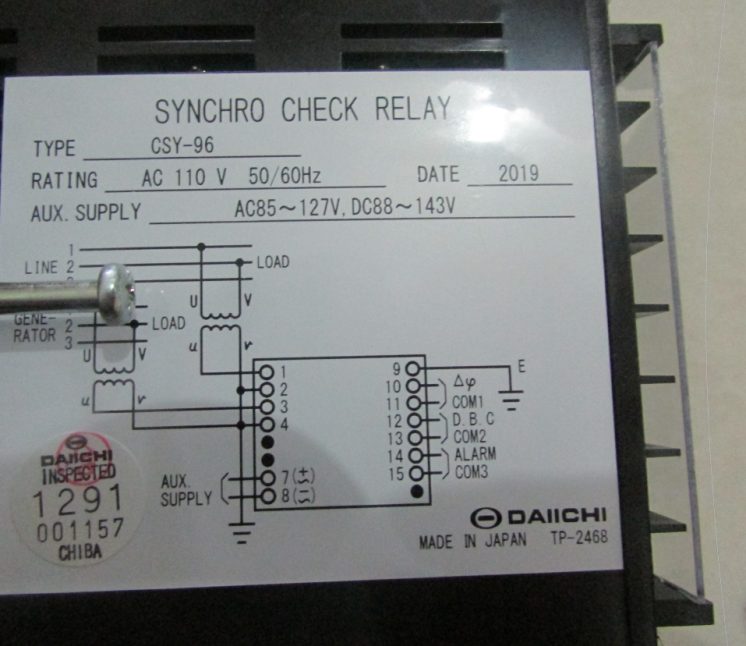 SYNCHRO CHECK RELAY
TYPE CSY-96
RATING AC 110 V 50/60Hz DATE 2019
AUX. SUPPLY AC85～127V, DC88～143V
1
LINE 2 LOAD
U V
GENE-
RATOR
2 LOAD
3
U V
u v
u v
1
2
3
4
AUX. SUPPLY
7(±)
8(=)
9 E
10 Δφ
11 COM1
12 D.B.C
13 COM2
14 ALARM
15 COM3
DAIICHI
INSPECTED
1291
001157
CHIBA
DAIICHI
MADE IN JAPAN TP-2468